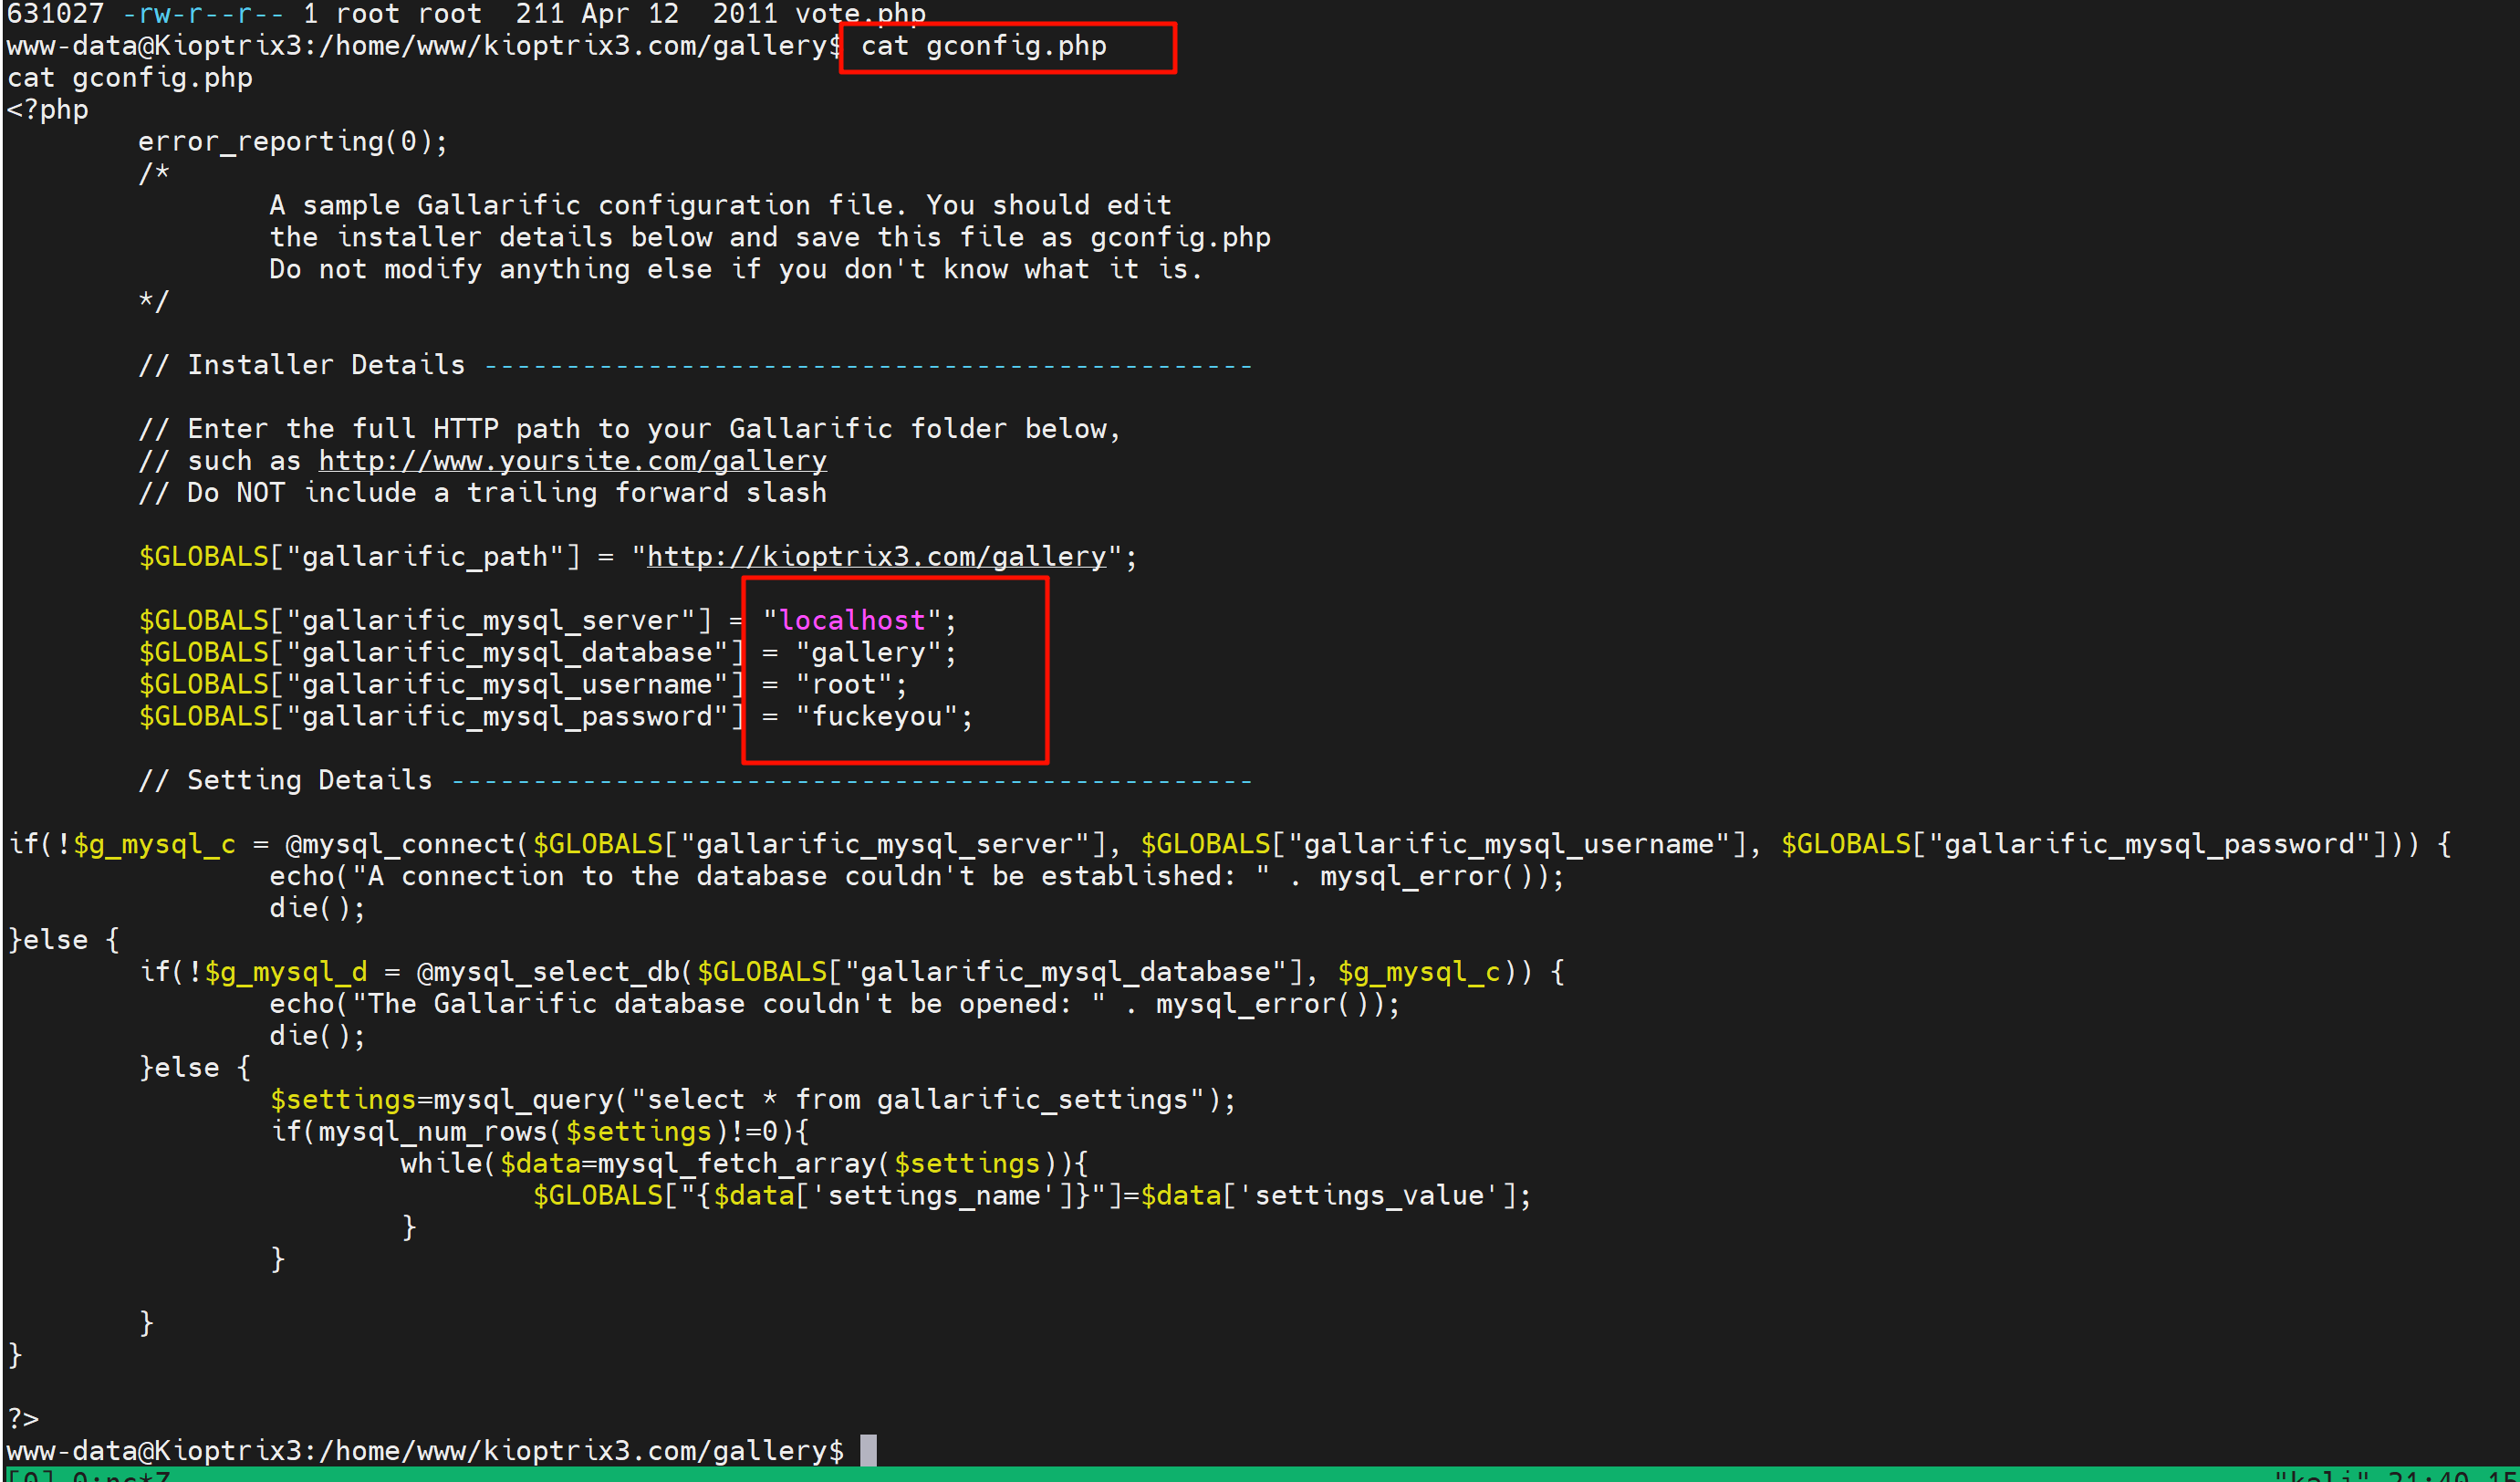 631027 -rw-r--r-- 1 root root  211 Apr 12  2011 vote.php
www-data@Kioptrix3:/home/www/kioptrix3.com/gallery$ cat gconfig.php
cat gconfig.php
<?php
        error_reporting(0);
        /*
                A sample Gallarific configuration file. You should edit
                the installer details below and save this file as gconfig.php
                Do not modify anything else if you don't know what it is.
        */

        // Installer Details -----------------------------------------------

        // Enter the full HTTP path to your Gallarific folder below,
        // such as http://www.yoursite.com/gallery
        // Do NOT include a trailing forward slash

        $GLOBALS["gallarific_path"] = "http://kioptrix3.com/gallery";

        $GLOBALS["gallarific_mysql_server"] = "localhost";
        $GLOBALS["gallarific_mysql_database"] = "gallery";
        $GLOBALS["gallarific_mysql_username"] = "root";
        $GLOBALS["gallarific_mysql_password"] = "fuckeyou";

        // Setting Details -------------------------------------------------

if(!$g_mysql_c = @mysql_connect($GLOBALS["gallarific_mysql_server"], $GLOBALS["gallarific_mysql_username"], $GLOBALS["gallarific_mysql_password"])) {
                echo("A connection to the database couldn't be established: " . mysql_error());
                die();
}else {
        if(!$g_mysql_d = @mysql_select_db($GLOBALS["gallarific_mysql_database"], $g_mysql_c)) {
                echo("The Gallarific database couldn't be opened: " . mysql_error());
                die();
        }else {
                $settings=mysql_query("select * from gallarific_settings");
                if(mysql_num_rows($settings)!=0){
                        while($data=mysql_fetch_array($settings)){
                                $GLOBALS["{$data['settings_name']}"]=$data['settings_value'];
                        }
                }

        }
}

?>
www-data@Kioptrix3:/home/www/kioptrix3.com/gallery$
[0] 0:nc*Z "kali" 21:40 15